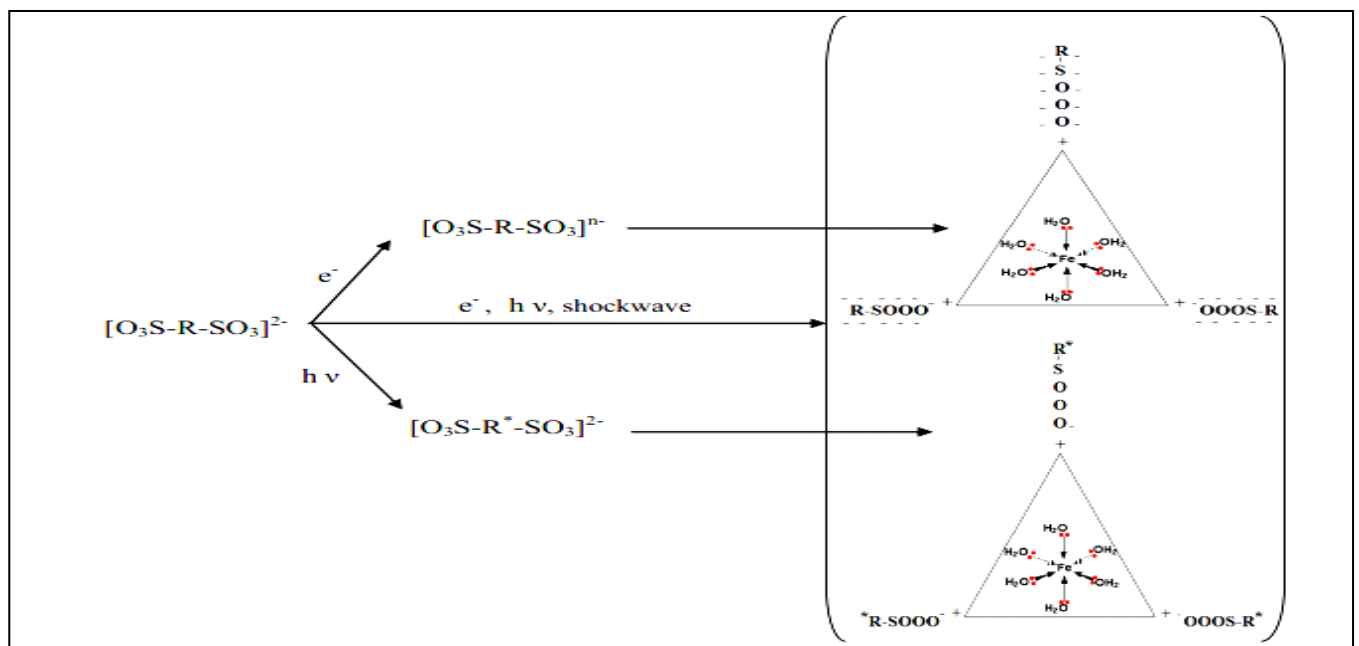 - R -
- S -
- O -
- O -
- O -
+
[O₃S-R-SO₃]ⁿ⁻
H₂O
H₂O
OH₂
Fe
H₂O
OH₂
H₂O
e⁻
R-SOOO⁻ +
+ ⁻OOOS-R
e⁻, h ν, shockwave
[O₃S-R-SO₃]²⁻
R*
S
O
O
O-
+
h ν
[O₃S-R*-SO₃]²⁻
H₂O
H₂O
OH₂
Fe
H₂O
OH₂
H₂O
*R-SOOO⁻ +
+ ⁻OOOS-R*